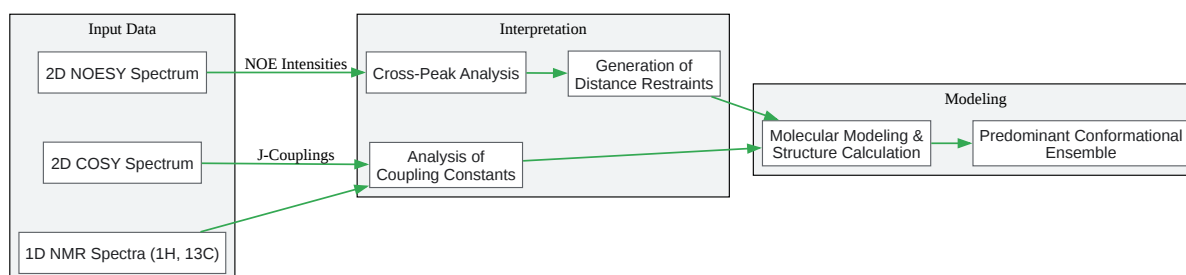 Input Data
2D NOESY Spectrum
NOE Intensities
2D COSY Spectrum
J-Couplings
1D NMR Spectra (1H, 13C)
Interpretation
Cross-Peak Analysis
Generation of
Distance Restraints
Analysis of
Coupling Constants
Modeling
Molecular Modeling &
Structure Calculation
Predominant Conformational
Ensemble